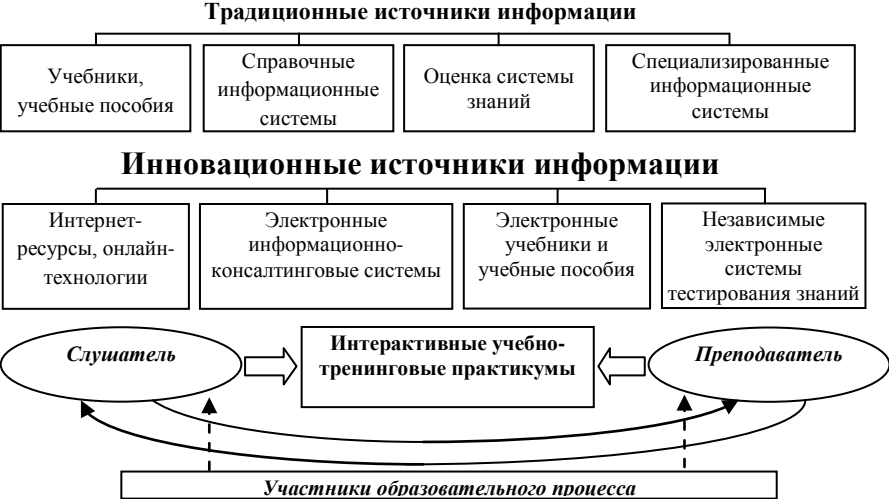 Традиционные источники информации
Учебники,
учебные пособия
Справочные
информационные
системы
Оценка системы
знаний
Специализированные
информационные
системы
Инновационные источники информации
Интернет-
ресурсы, онлайн-
технологии
Электронные
информационно-
консалтинговые системы
Электронные
учебники и
учебные пособия
Независимые
электронные
системы
тестирования знаний
Слушатель
Интерактивные учебно-
тренинговые практикумы
Преподаватель
Участники образовательного процесса